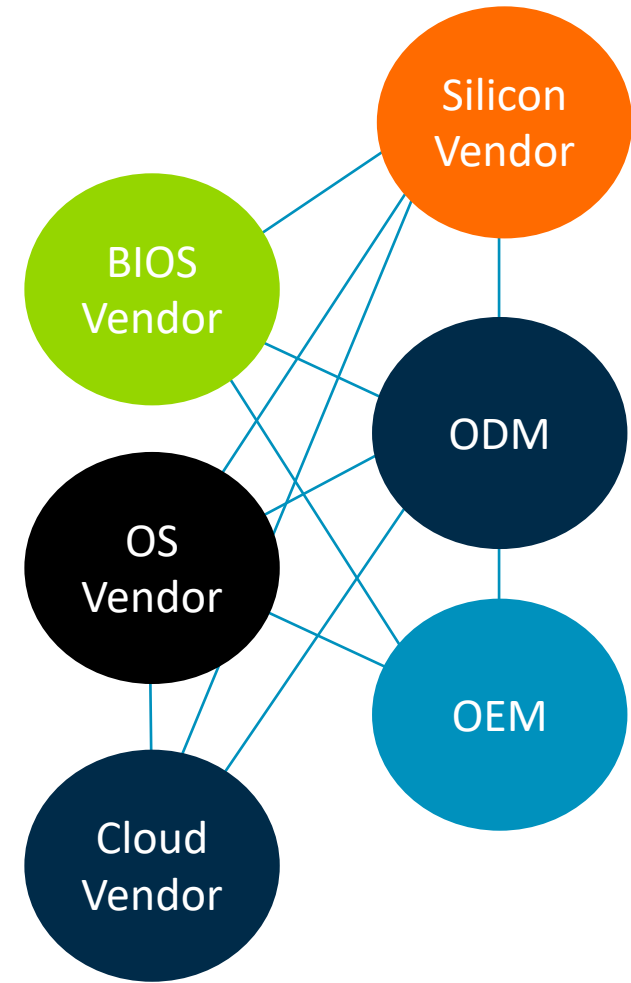 Silicon
Vendor
BIOS
Vendor
ODM
OS
Vendor
OEM
Cloud
Vendor